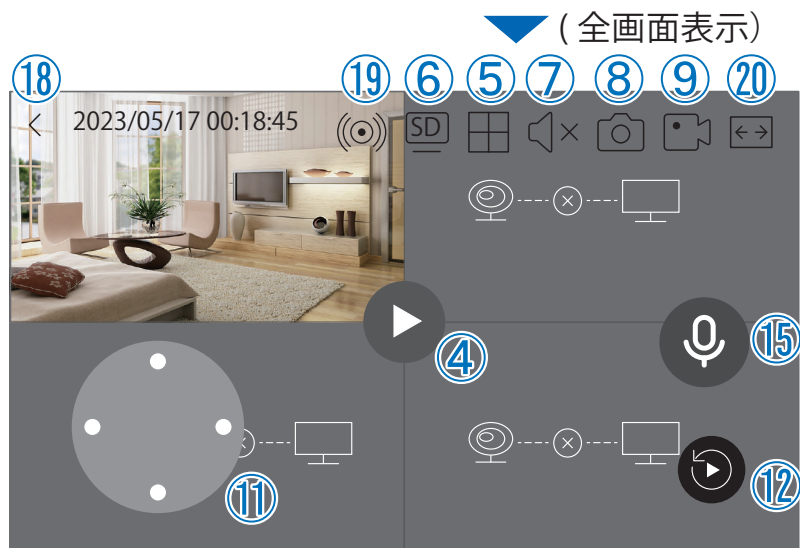 (全画面表示)
⑱ ⑲ ⑥ ⑤ ⑦ ⑧ ⑨ ⑳
2023/05/17 00:18:45 SD
④ ⑮
⑪ ⑫